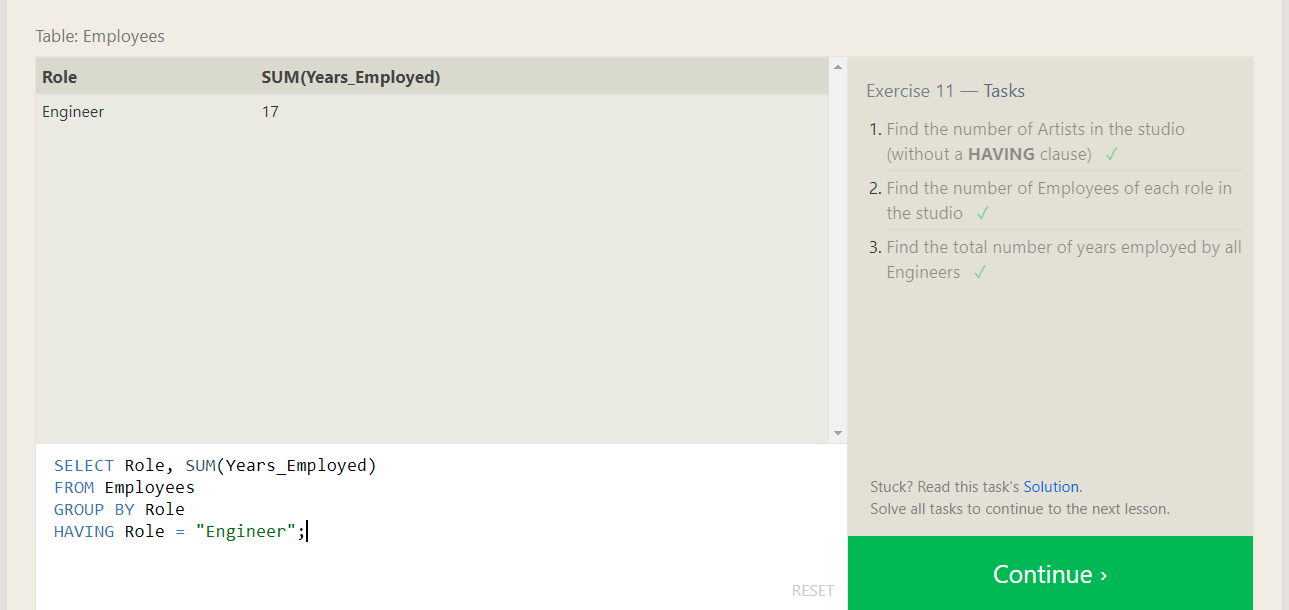 Table: Employees
Role SUM(Years_Employed)
Engineer 17
SELECT Role, SUM(Years_Employed)
FROM Employees
GROUP BY Role
HAVING Role = "Engineer";
RESET
Exercise 11 — Tasks
1. Find the number of Artists in the studio
(without a HAVING clause) ✓
2. Find the number of Employees of each role in
the studio ✓
3. Find the total number of years employed by all
Engineers ✓
Stuck? Read this task's Solution.
Solve all tasks to continue to the next lesson.
Continue ›